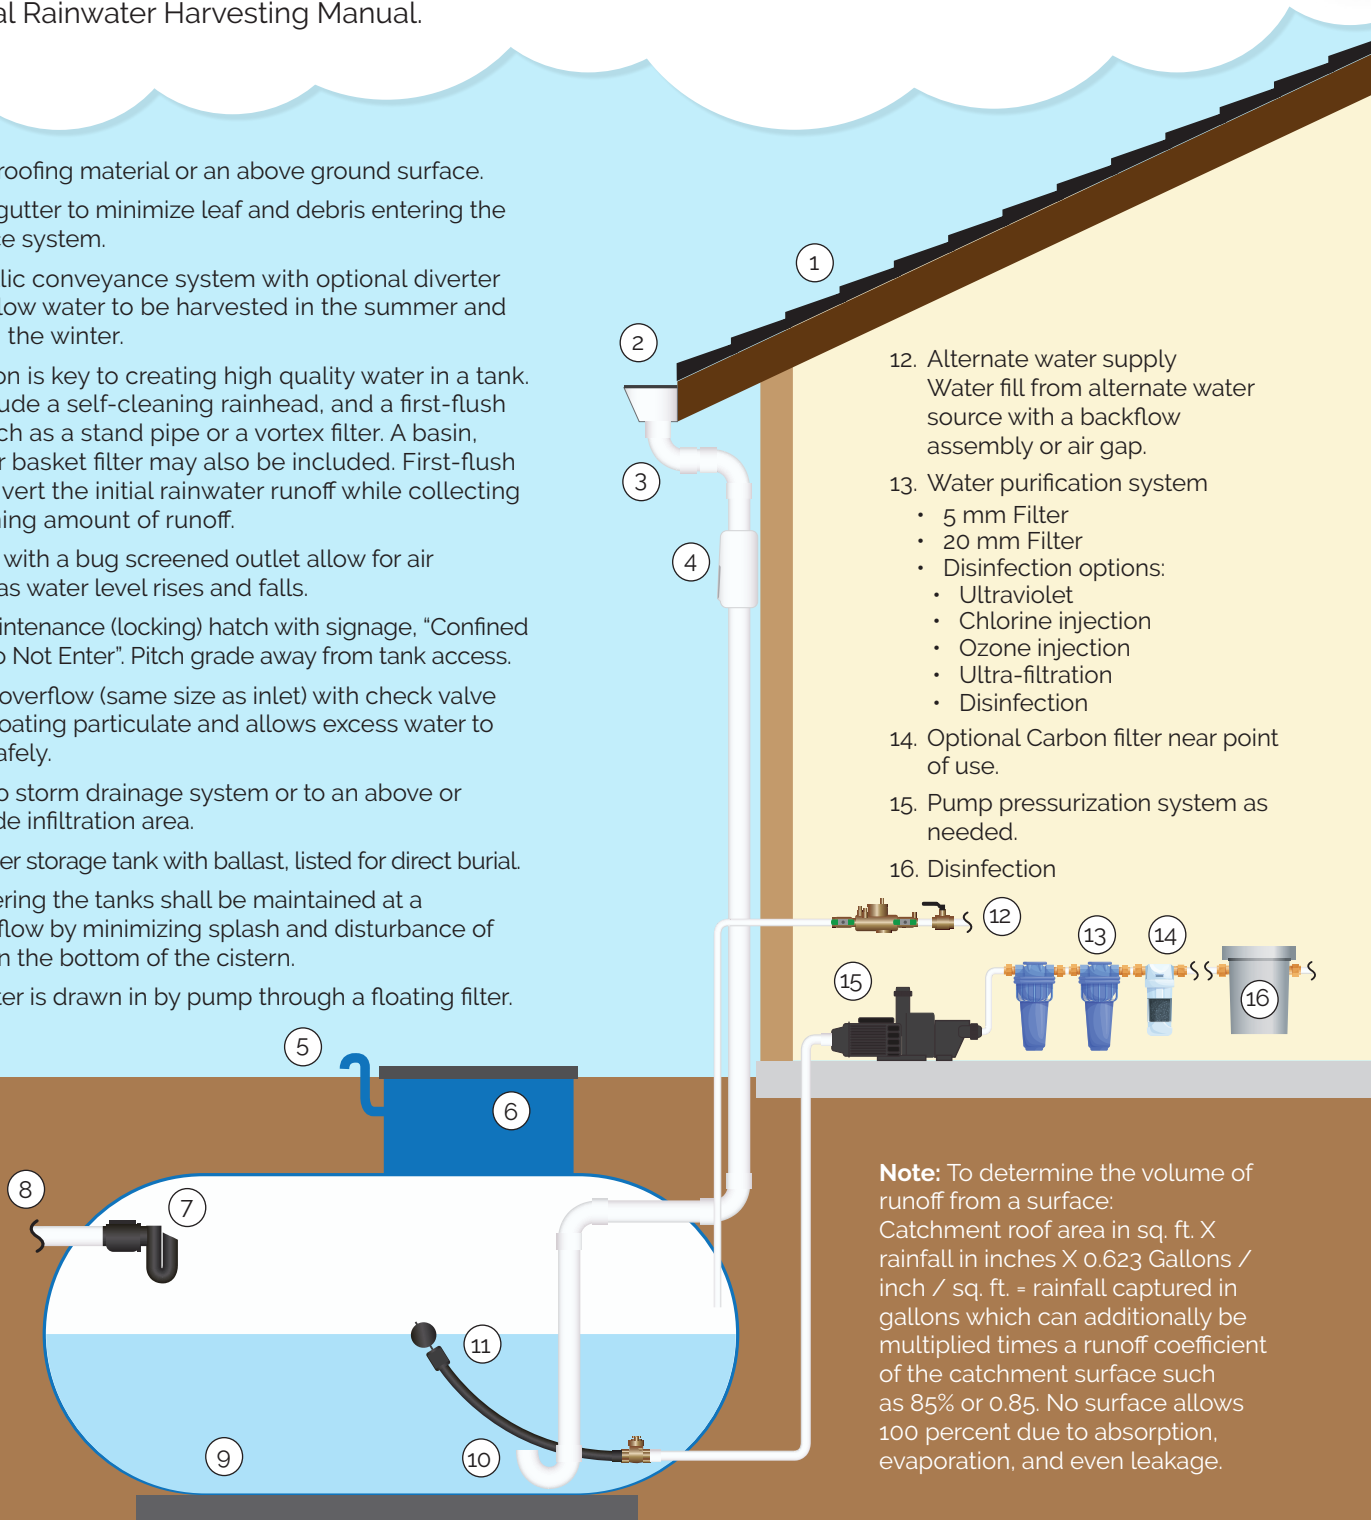 al Rainwater Harvesting Manual.
roofing material or an above ground surface.
gutter to minimize leaf and debris entering the
ce system.
lic conveyance system with optional diverter
low water to be harvested in the summer and
the winter.
on is key to creating high quality water in a tank.
ude a self-cleaning rainhead, and a first-flush
ch as a stand pipe or a vortex filter. A basin,
r basket filter may also be included. First-flush
vert the initial rainwater runoff while collecting
ning amount of runoff.
with a bug screened outlet allow for air
as water level rises and falls.
intenance (locking) hatch with signage, “Confined
o Not Enter”. Pitch grade away from tank access.
overflow (same size as inlet) with check valve
loating particulate and allows excess water to
afely.
o storm drainage system or to an above or
de infiltration area.
er storage tank with ballast, listed for direct burial.
ering the tanks shall be maintained at a
flow by minimizing splash and disturbance of
n the bottom of the cistern.
ter is drawn in by pump through a floating filter.
1
2
3
4
12. Alternate water supply
Water fill from alternate water
source with a backflow
assembly or air gap.
13. Water purification system
• 5 mm Filter
• 20 mm Filter
• Disinfection options:
• Ultraviolet
• Chlorine injection
• Ozone injection
• Ultra-filtration
• Disinfection
14. Optional Carbon filter near point
of use.
15. Pump pressurization system as
needed.
16. Disinfection
12
13
14
15
16
5
6
7
8
9
10
11
Note: To determine the volume of
runoff from a surface:
Catchment roof area in sq. ft. X
rainfall in inches X 0.623 Gallons /
inch / sq. ft. = rainfall captured in
gallons which can additionally be
multiplied times a runoff coefficient
of the catchment surface such
as 85% or 0.85. No surface allows
100 percent due to absorption,
evaporation, and even leakage.